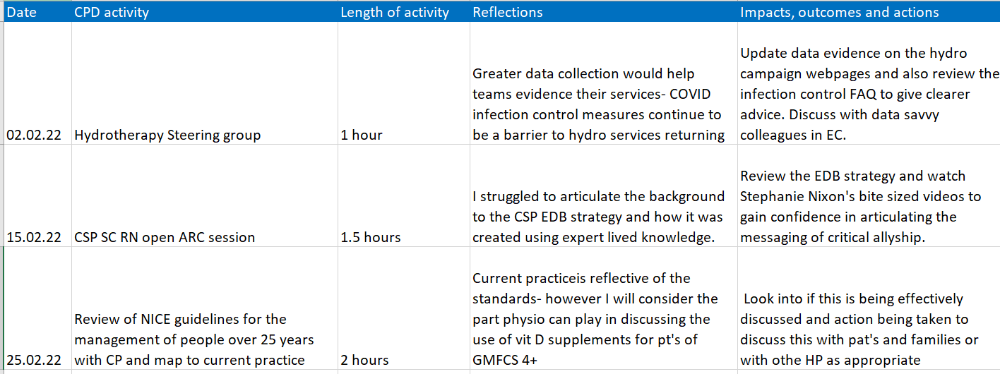 Date CPD activity Length of activity Reflections Impacts, outcomes and actions
02.02.22
Hydrotherapy Steering group
1 hour
Greater data collection would help
teams evidence their services- COVID
infection control measures continue to
be a barrier to hydro services returning
Update data evidence on the hydro
campaign webpages and also review the
infection control FAQ to give clearer
advice. Discuss with data savvy
colleagues in EC.
15.02.22
CSP SC RN open ARC session
1.5 hours
I struggled to articulate the background
to the CSP EDB strategy and how it was
created using expert lived knowledge.
Review the EDB strategy and watch
Stephanie Nixon's bite sized videos to
gain confidence in articulating the
messaging of critical allyship.
25.02.22
Review of NICE guidelines for the
management of people over 25 years
with CP and map to current practice
2 hours
Current practiceis reflective of the
standards- however I will consider the
part physio can play in discussing the
use of vit D supplements for pt's of
GMFCS 4+
Look into if this is being effectively
discussed and action being taken to
discuss this with pat's and families or
with othe HP as appropriate